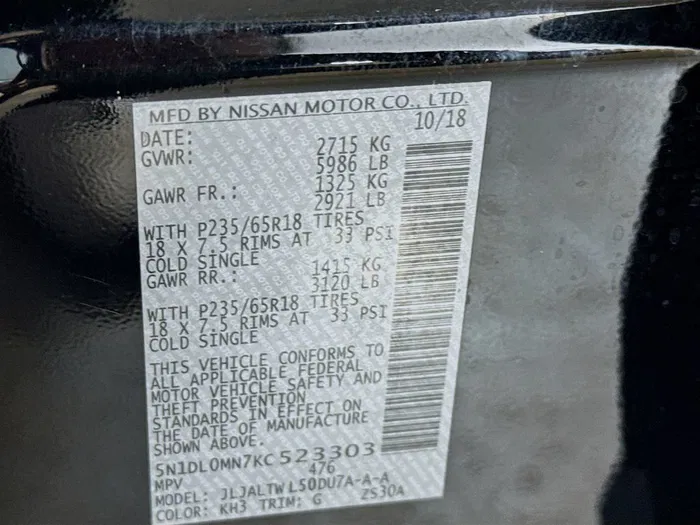 MFD BY NISSAN MOTOR CO., LTD.
DATE: 10/18
GVWR: 2715 KG
5986 LB
GAWR FR.: 1325 KG
2921 LB
WITH P235/65R18 TIRES
18 X 7.5 RIMS AT 33 PSI
COLD SINGLE
GAWR RR.: 1415 KG
3120 LB
WITH P235/65R18 TIRES
18 X 7.5 RIMS AT 33 PSI
COLD SINGLE
THIS VEHICLE CONFORMS TO
ALL APPLICABLE FEDERAL
MOTOR VEHICLE SAFETY AND
THEFT PREVENTION
STANDARDS IN EFFECT ON
THE DATE OF MANUFACTURE
SHOWN ABOVE.
5N1DL0MN7KC523303
MPV 476
MODEL: JLJALTW L50DU7A-A-A
COLOR: KH3 TRIM: G ZS30A